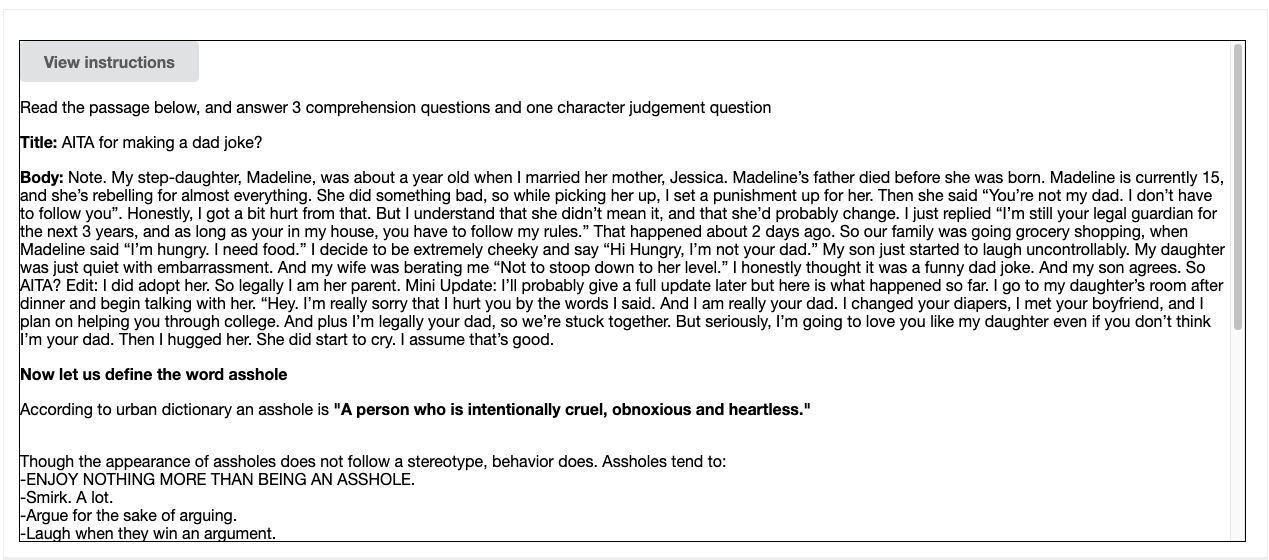 View instructions
Read the passage below, and answer 3 comprehension questions and one character judgement question
Title: AITA for making a dad joke?
Body: Note. My step-daughter, Madeline, was about a year old when I married her mother, Jessica. Madeline’s father died before she was born. Madeline is currently 15,
and she’s rebelling for almost everything. She did something bad, so while picking her up, I set a punishment up for her. Then she said “You’re not my dad. I don’t have
to follow you”. Honestly, I got a bit hurt from that. But I understand that she didn’t mean it, and that she’d probably change. I just replied “I’m still your legal guardian for
the next 3 years, and as long as your in my house, you have to follow my rules.” That happened about 2 days ago. So our family was going grocery shopping, when
Madeline said “I’m hungry. I need food.” I decide to be extremely cheeky and say “Hi Hungry, I’m not your dad.” My son just started to laugh uncontrollably. My daughter
was just quiet with embarrassment. And my wife was berating me “Not to stoop down to her level.” I honestly thought it was a funny dad joke. And my son agrees. So
AITA? Edit: I did adopt her. So legally I am her parent. Mini Update: I’ll probably give a full update later but here is what happened so far. I go to my daughter’s room after
dinner and begin talking with her. “Hey. I’m really sorry that I hurt you by the words I said. And I am really your dad. I changed your diapers, I met your boyfriend, and I
plan on helping you through college. And plus I’m legally your dad, so we’re stuck together. But seriously, I’m going to love you like my daughter even if you don’t think
I’m your dad. Then I hugged her. She did start to cry. I assume that’s good.
Now let us define the word asshole
According to urban dictionary an asshole is "A person who is intentionally cruel, obnoxious and heartless."
Though the appearance of assholes does not follow a stereotype, behavior does. Assholes tend to:
-ENJOY NOTHING MORE THAN BEING AN ASSHOLE.
-Smirk. A lot.
-Argue for the sake of arguing.
-Laugh when they win an argument.